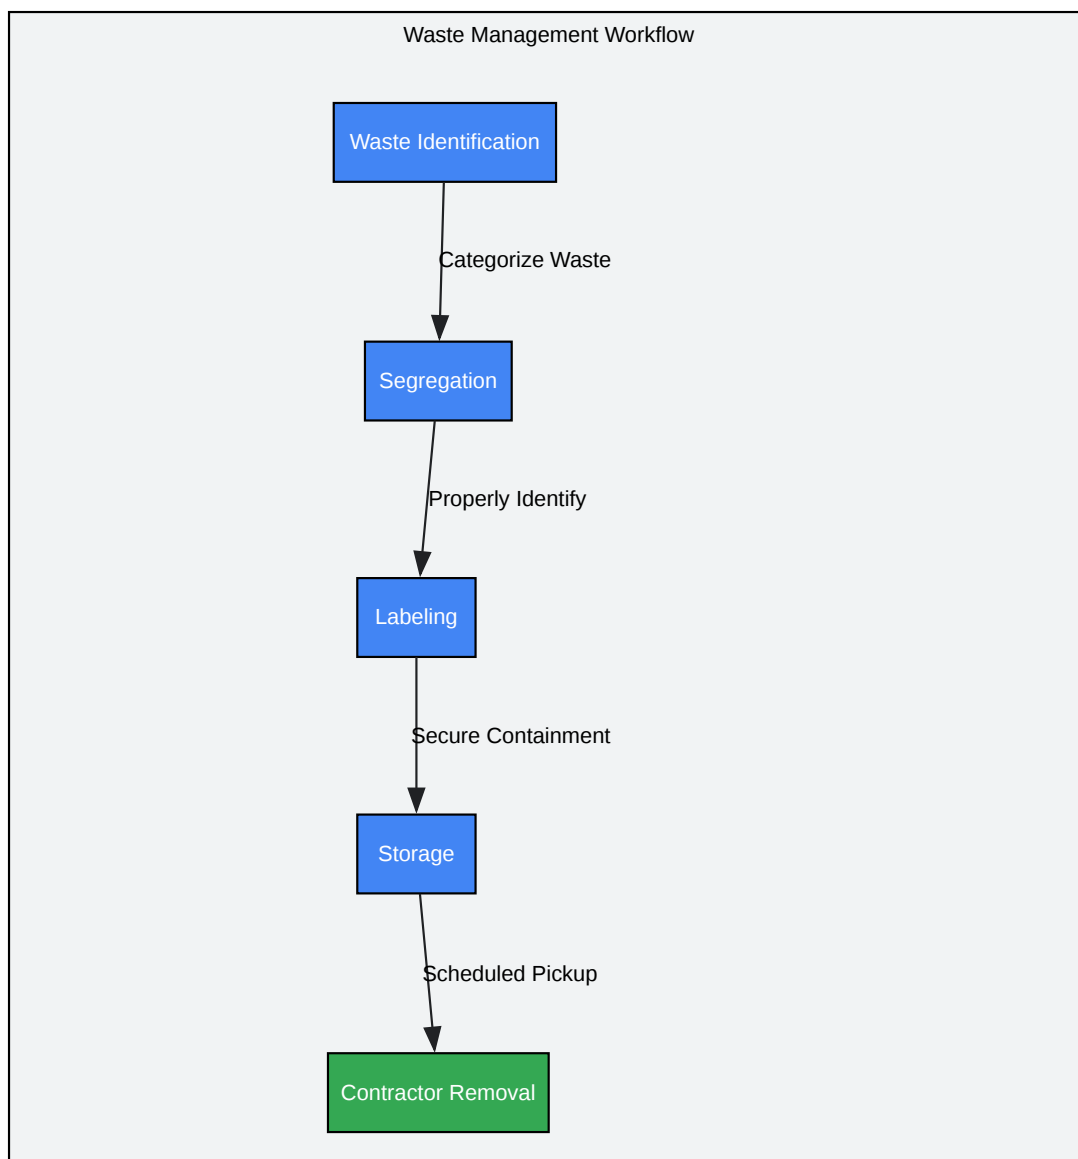 Waste Management Workflow
Waste Identification
Categorize Waste
Segregation
Properly Identify
Labeling
Secure Containment
Storage
Scheduled Pickup
Contractor Removal